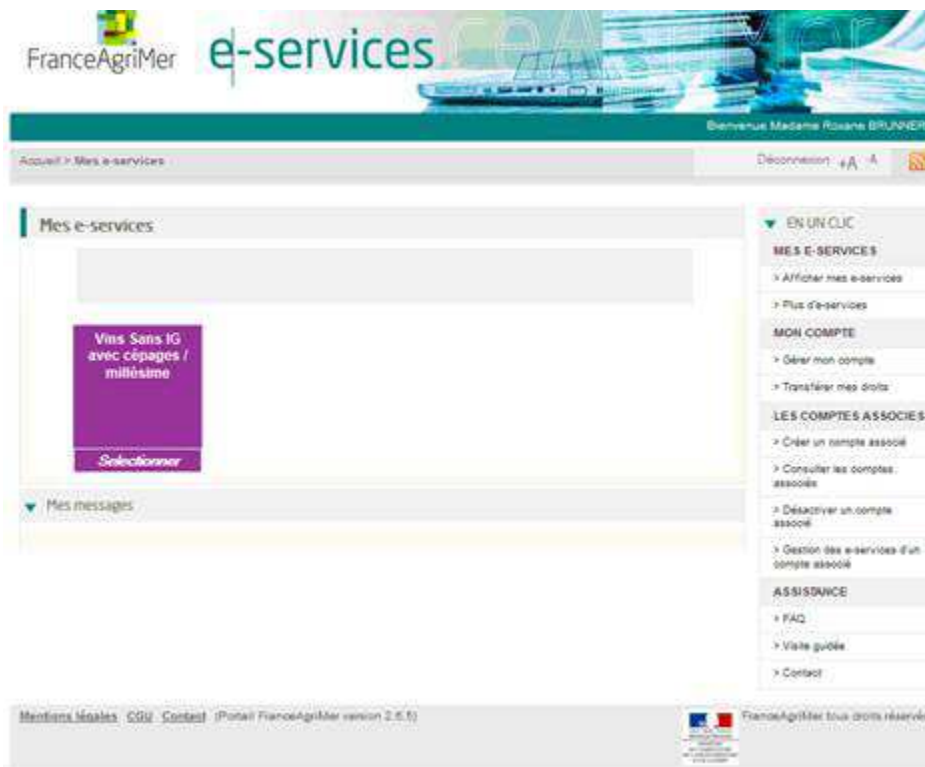 FranceAgriMer
e-services
Bienvenue Madame Roxane BRUNNER
Accueil > Mes e-services
Déconnexion +A -A
Mes e-services
Vins Sans IG
avec cépages /
millésime
Selectionner
Mes messages
EN UN CLIC
MES E-SERVICES
> Afficher mes e-services
> Plus d'e-services
MON COMPTE
> Gérer mon compte
> Transférer mes droits
LES COMPTES ASSOCIES
> Créer un compte associé
> Consulter les comptes
associés
> Désactiver un compte
associé
> Gestion des e-services d'un
compte associé
ASSISTANCE
> FAQ
> Visite guidée
> Contact
Mentions légales CGU Contact (Portail FranceAgriMer version 2.6.5)
FranceAgriMer tous droits réservé